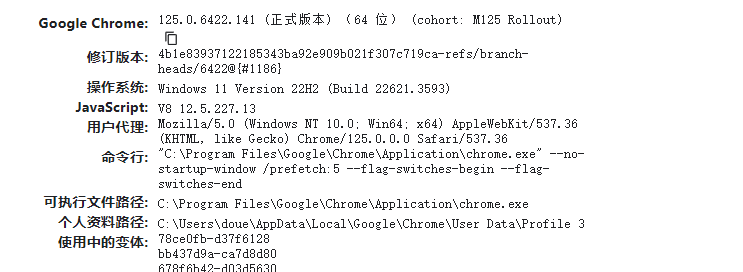 Google Chrome: 125.0.6422.141 (正式版本) (64 位) (cohort: M125 Rollout)
修订版本: 4b1e83937122185343ba92e909b021f307c719ca-refs/branch-
heads/6422@{#1186}
操作系统: Windows 11 Version 22H2 (Build 22621.3593)
JavaScript: V8 12.5.227.13
用户代理: Mozilla/5.0 (Windows NT 10.0; Win64; x64) AppleWebKit/537.36
(KHTML, like Gecko) Chrome/125.0.0.0 Safari/537.36
命令行: "C:\Program Files\Google\Chrome\Application\chrome.exe" --no-
startup-window /prefetch:5 --flag-switches-begin --flag-
switches-end
可执行文件路径: C:\Program Files\Google\Chrome\Application\chrome.exe
个人资料路径: C:\Users\doue\AppData\Local\Google\Chrome\User Data\Profile 3
使用中的变体: 78ce0fb-d37f6128
bb437d9a-ca7d8d80
678f6b42-d03d5630